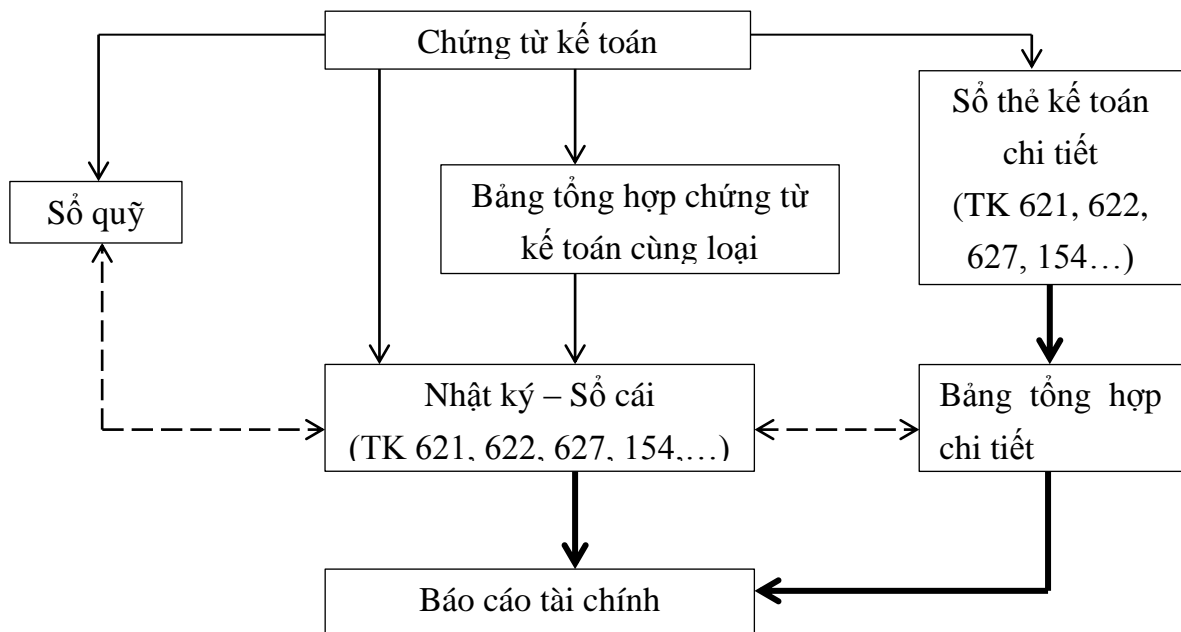 Chứng từ kế toán
Sổ thẻ kế toán
chi tiết
(TK 621, 622,
627, 154…)
Sổ quỹ
Bảng tổng hợp chứng từ
kế toán cùng loại
Nhật ký – Sổ cái
(TK 621, 622, 627, 154,…)
Bảng tổng hợp
chi tiết
Báo cáo tài chính